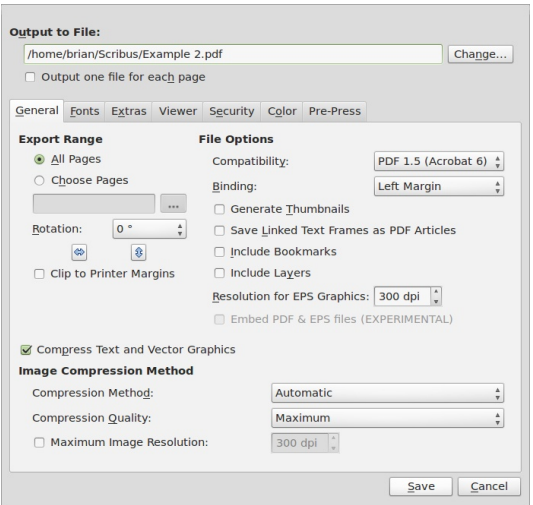 Output to File:
/home/brian/Scribus/Example 2.pdf
Change...
Output one file for each page
General Fonts Extras Viewer Security Color Pre-Press
Export Range
All Pages
Choose Pages
...
Rotation: 0 °
Clip to Printer Margins
File Options
Compatibility: PDF 1.5 (Acrobat 6)
Binding: Left Margin
Generate Thumbnails
Save Linked Text Frames as PDF Articles
Include Bookmarks
Include Layers
Resolution for EPS Graphics: 300 dpi
Embed PDF & EPS files (EXPERIMENTAL)
Compress Text and Vector Graphics
Image Compression Method
Compression Method: Automatic
Compression Quality: Maximum
Maximum Image Resolution: 300 dpi
Save Cancel